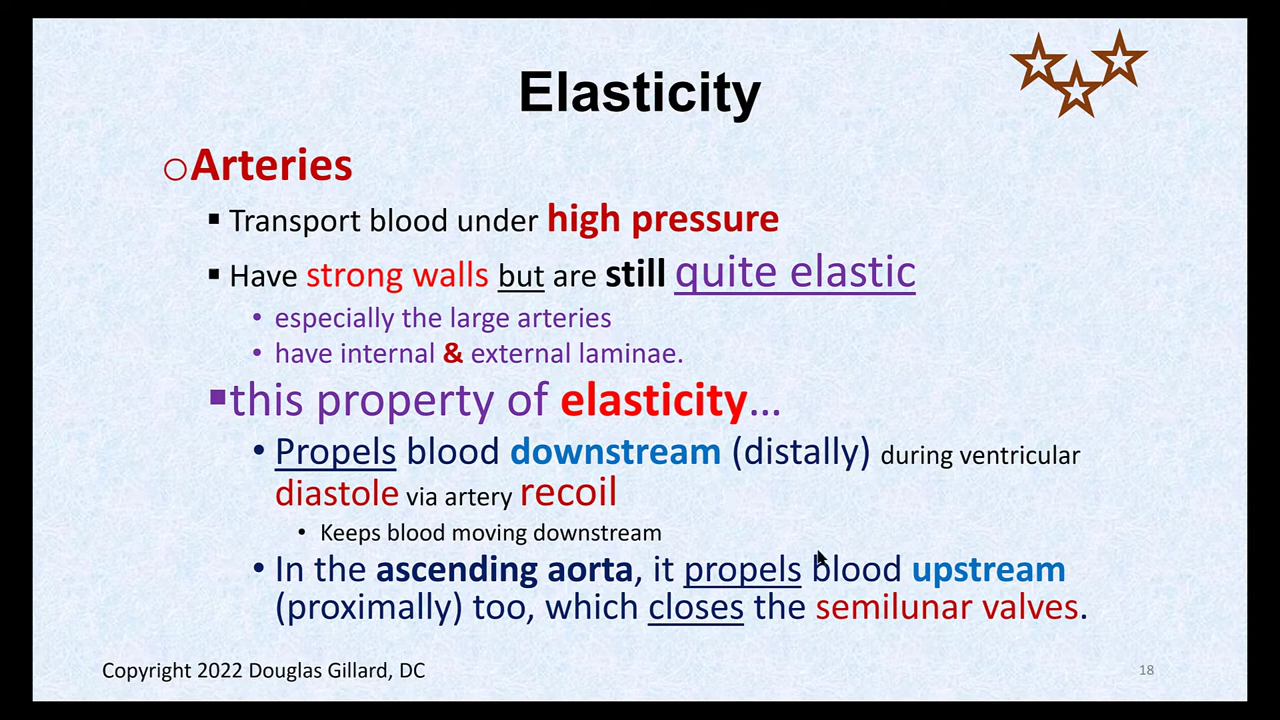 Elasticity
Arteries
Transport blood under high pressure
Have strong walls but are still quite elastic
especially the large arteries
have internal & external laminae.
this property of elasticity…
Propels blood downstream (distally) during ventricular
diastole via artery recoil
Keeps blood moving downstream
In the ascending aorta, it propels blood upstream
(proximally) too, which closes the semilunar valves.
Copyright 2022 Douglas Gillard, DC
18